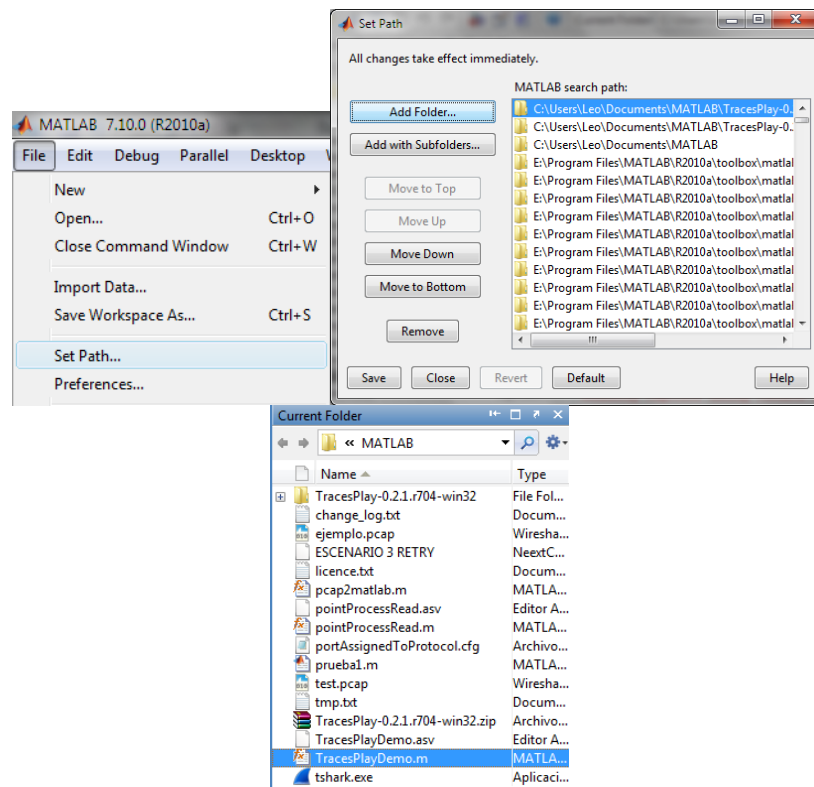 MATLAB 7.10.0 (R2010a)
File Edit Debug Parallel Desktop
New
Open... Ctrl+O
Close Command Window Ctrl+W
Import Data...
Save Workspace As... Ctrl+S
Set Path...
Preferences...
Set Path
All changes take effect immediately.
MATLAB search path:
Add Folder...
Add with Subfolders...
Move to Top
Move Up
Move Down
Move to Bottom
Remove
C:\Users\Leo\Documents\MATLAB\TracesPlay-0..
C:\Users\Leo\Documents\MATLAB\TracesPlay-0..
C:\Users\Leo\Documents\MATLAB
E:\Program Files\MATLAB\R2010a\toolbox\matlal
E:\Program Files\MATLAB\R2010a\toolbox\matlal
E:\Program Files\MATLAB\R2010a\toolbox\matlal
E:\Program Files\MATLAB\R2010a\toolbox\matlal
E:\Program Files\MATLAB\R2010a\toolbox\matlal
E:\Program Files\MATLAB\R2010a\toolbox\matlal
E:\Program Files\MATLAB\R2010a\toolbox\matlal
E:\Program Files\MATLAB\R2010a\toolbox\matlal
E:\Program Files\MATLAB\R2010a\toolbox\matlal
E:\Program Files\MATLAB\R2010a\toolbox\matlal
Save Close Revert Default Help
Current Folder
« MATLAB
Name Type
TracesPlay-0.2.1.r704-win32 File Fol...
change_log.txt Docum...
ejemplo.pcap Wiresha...
ESCENARIO 3 RETRY NeextC...
licence.txt Docum...
pcap2matlab.m MATLA...
pointProcessRead.asv Editor A...
pointProcessRead.m MATLA...
portAssignedToProtocol.cfg Archivo...
prueba1.m MATLA...
test.pcap Wiresha...
tmp.txt Docum...
TracesPlay-0.2.1.r704-win32.zip Archivo...
TracesPlayDemo.asv Editor A...
TracesPlayDemo.m MATLA...
tshark.exe Aplicaci...